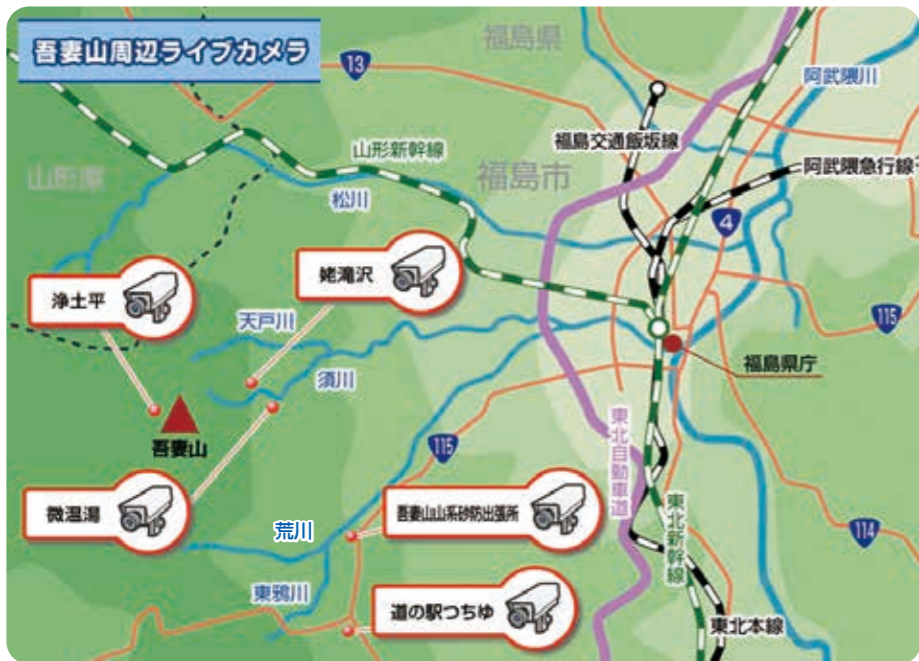 吾妻山周辺ライブカメラ
福島県
13
阿武隈川
福島交通飯坂線
山形新幹線
阿武隈急行線
山形県
福島市
松川
4
姥滝沢
浄土平
天戸川
115
須川
福島県庁
吾妻山
115
東北自動車道
微温湯
吾妻山山系砂防出張所
荒川
東北新幹線
114
東鴉川
道の駅つちゆ
東北本線